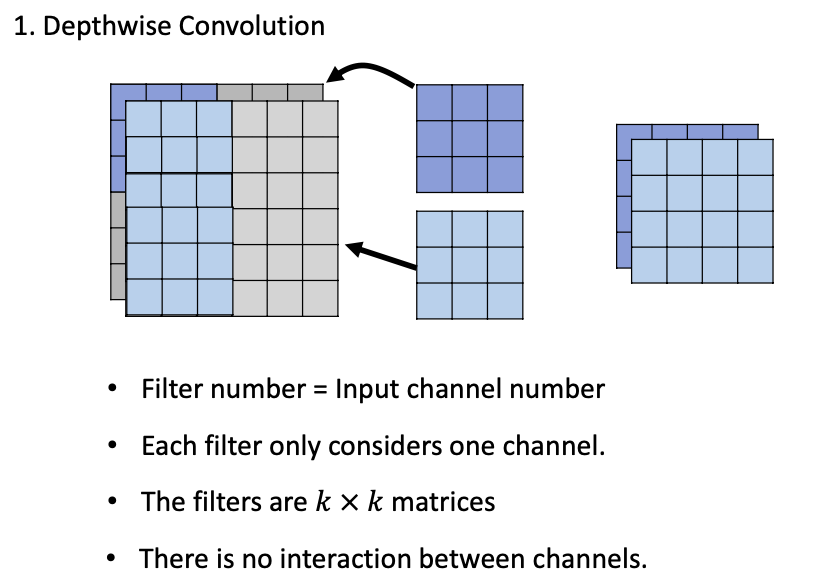 1. Depthwise Convolution
• Filter number = Input channel number
• Each filter only considers one channel.
• The filters are 𝑘 × 𝑘 matrices
• There is no interaction between channels.